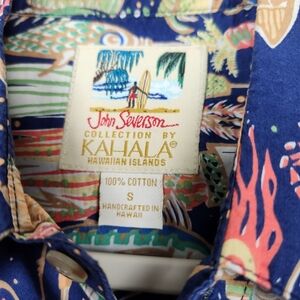 John Severson
COLLECTION BY
KAHALA®
HAWAIIAN ISLANDS
100% COTTON
S
HANDCRAFTED IN
HAWAII